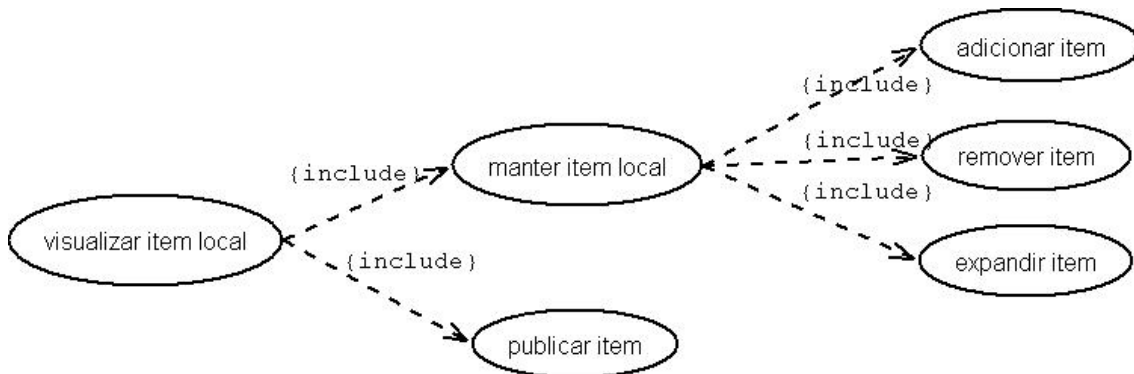 adicionar item
{include}
{include}
manter item local
remover item
{include}
{include}
visualizar item local
{include}
expandir item
publicar item